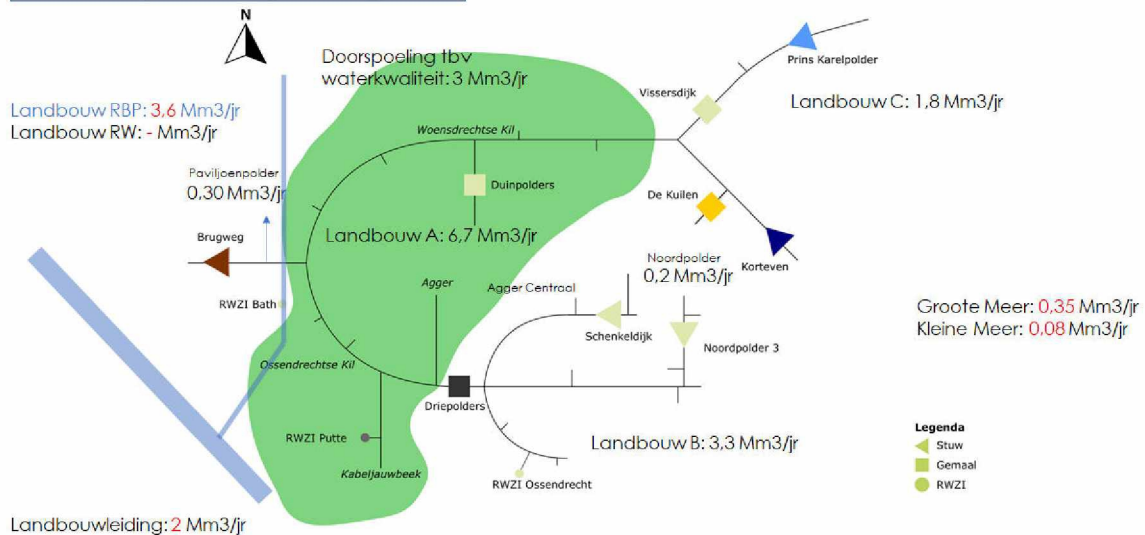 N
Doorspoeling tbv
waterkwaliteit: 3 Mm3/jr
Prins Karelpolder
Vissersdijk
Landbouw C: 1,8 Mm3/jr
Landbouw RBP: 3,6 Mm3/jr
Landbouw RW: - Mm3/jr
Woensdrechtse Kil
Paviljoenpolder
0,30 Mm3/jr
Duinpolders
De Kuilen
Brugweg
Landbouw A: 6,7 Mm3/jr
Korteven
Noordpolder
0,2 Mm3/jr
Agger
Agger Centraal
RWZI Bath
Groote Meer: 0,35 Mm3/jr
Kleine Meer: 0,08 Mm3/jr
Schenkeldijk
Noordpolder 3
Ossendrechtse Kil
Driepolders
RWZI Putte
Landbouw B: 3,3 Mm3/jr
Kabeljauwbeek
RWZI Ossendrecht
Legenda
Stuw
Gemaal
RWZI
Landbouwleiding: 2 Mm3/jr